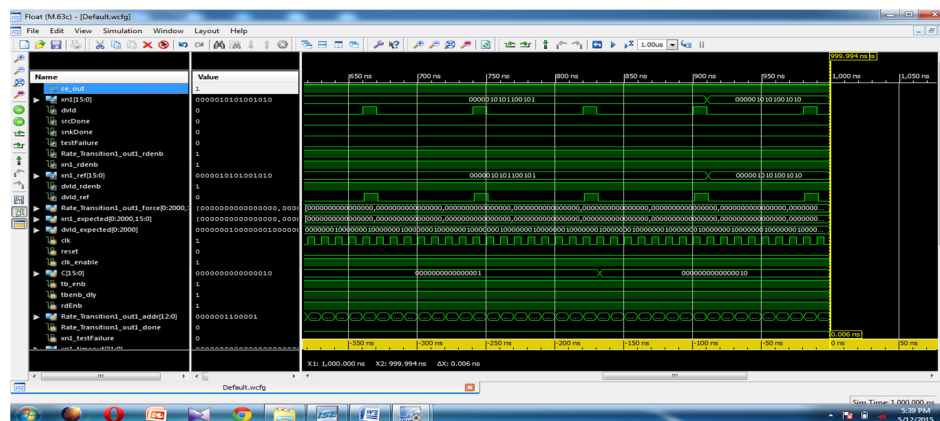 Float (M.63c) - [Default.wcfg]
File Edit View Simulation Window Layout Help
1.00us
999.994 ns
Name Value
650 ns 700 ns 750 ns 800 ns 850 ns 900 ns 950 ns 1,000 ns 1,050 ns
ce_out 1
xn1[15:0] 0000010101001010 0000010101100101 0000010101001010
dvld 0
srcDone 0
snkDone 0
testFailure 0
Rate_Transition1_out1_rdenb 1
xn1_rdenb 1
xn1_ref[15:0] 0000010101001010 0000010101100101 0000010101001010
dvld_rdenb 1
dvld_ref 0
Rate_Transition1_out1_force[0:2000,
xn1_expected[0:2000,15:0]
dvld_expected[0:2000]
clk 1
reset 0
clk_enable 1
C[15:0] 0000000000000010 0000000000000001 0000000000000010
tb_enb 1
tbenb_dly 1
rdEnb 1
Rate_Transition1_out1_addr[12:0] 0000001100001
Rate_Transition1_out1_done 0
xn1_testFailure 0
0.006 ns
-350 ns -300 ns -250 ns -200 ns -150 ns -100 ns -50 ns 0 ns 50 ns
X1: 1,000.000 ns X2: 999.994 ns ΔX: 0.006 ns
Default.wcfg
Sim Time: 1,000,000 ps
5:39 PM
5/12/2015